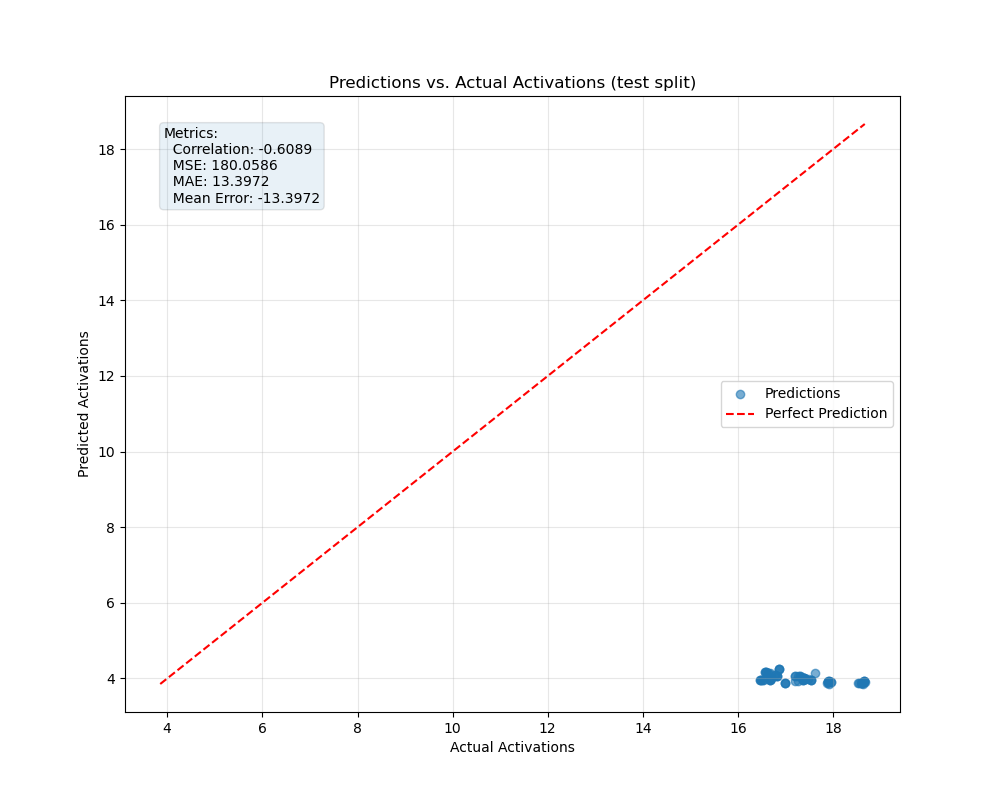 Predictions vs. Actual Activations (test split)
Metrics:
Correlation: -0.6089
MSE: 180.0586
MAE: 13.3972
Mean Error: -13.3972
18
16
14
12
10
8
6
4
Predicted Activations
Predictions
Perfect Prediction
4 6 8 10 12 14 16 18
Actual Activations